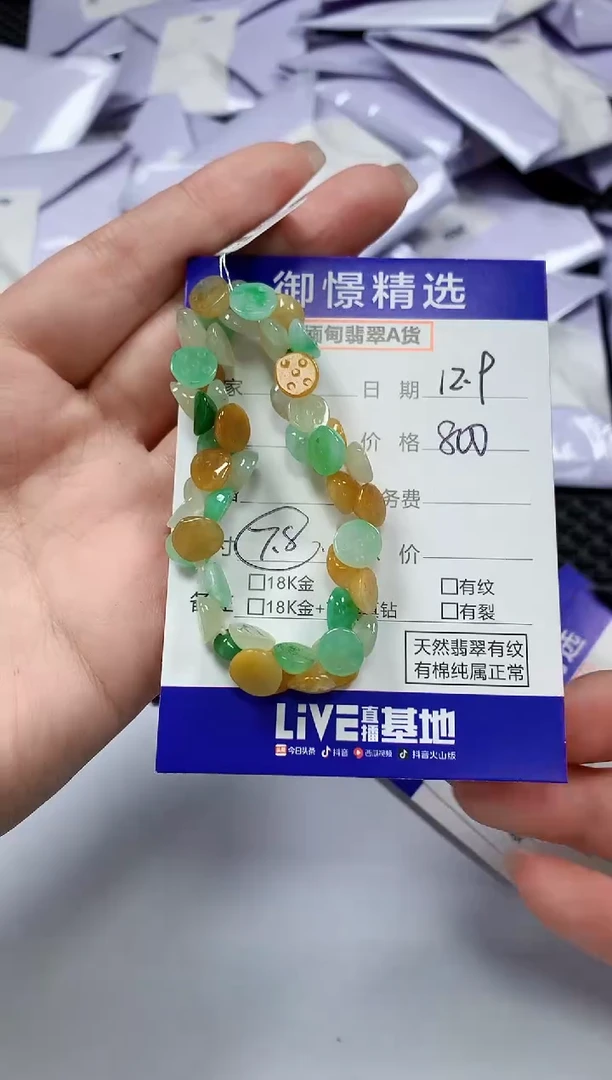 御憬精选
缅甸翡翠A货
家 日期 12.9
价格 800
务费
寸 7.8 价
□18K金 □有纹
□18K金+ 钻 □有裂
天然翡翠有纹
有棉纯属正常
LiVE直播基地
今日头条 抖音 西瓜视频 抖音火山版